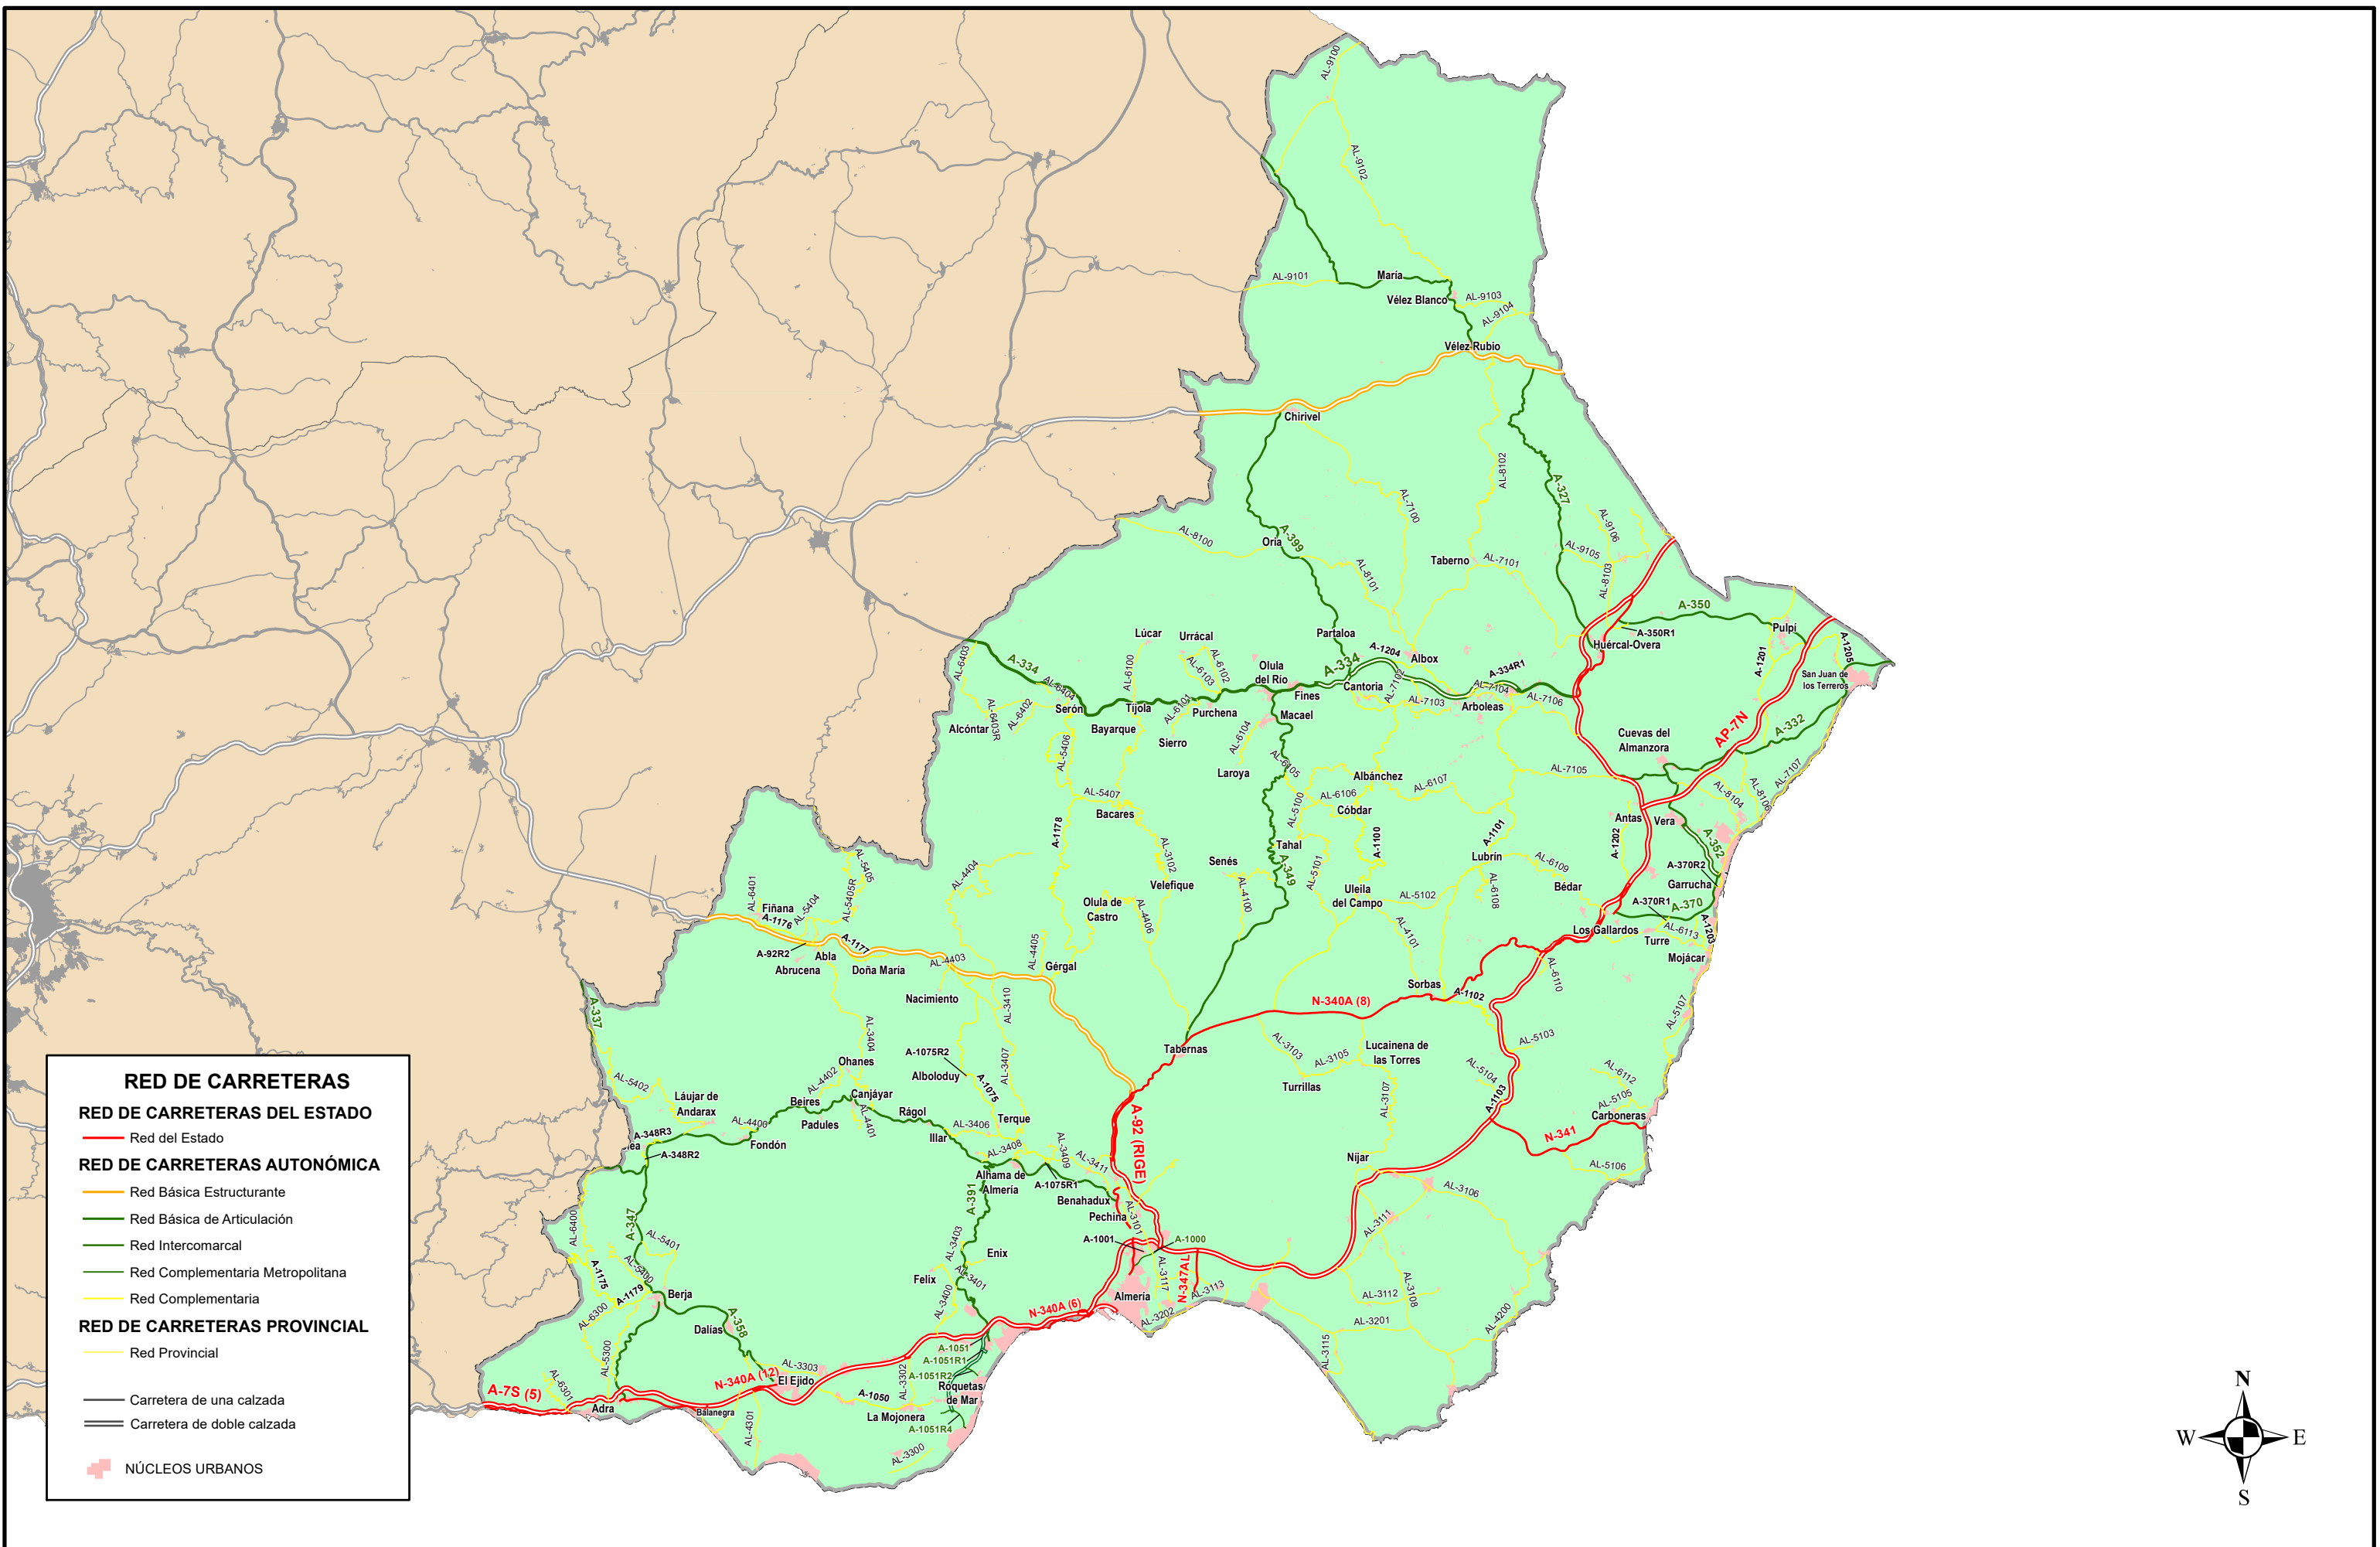 AL-9100
AL-9102
AL-9101
María
Vélez Blanco
AL-9103
AL-9104
Vélez Rubio
Chirivel
AL-8102
AL-7100
A-327
AL-9106
AL-8100
Oria
A-399
AL-9105
AL-8101
Taberno
AL-7101
AL-8103
A-350
A-350R1
Pulpí
Huércal-Overa
A-1201
A-1205
San Juan de
los Terreros
Lúcar
Urrácal
Partaloa
A-1204
Albox
AL-6403
A-334
AL-6404
AL-6100
AL-6103
AL-6102
Olula
del Río
A-334
A-334R1
Cantoria
AL-7102
AL-7104
AL-7103
Arboleas
AL-7106
Fines
Serón
Tíjola
AL-6101
Purchena
Macael
Alcóntar
AL-6403R
AL-6402
Bayarque
Sierro
AL-6104
AP-7N
A-332
Cuevas del
Almanzora
AL-5406
Laroya
AL-6105
Albánchez
AL-6107
AL-7105
AL-7107
AL-5407
Bacares
AL-5100
AL-6106
Cóbdar
AL-8104
AL-8106
Antas
Vera
A-1178
AL-3102
A-1100
A-1101
A-1202
A-352
Tahal
Senés
A-349
AL-5101
Lubrín
AL-6109
A-370R2
Garrucha
AL-5405
AL-4404
AL-6401
AL-5405R
Velefique
AL-4100
Uleila
del Campo
AL-5102
AL-6108
Bédar
A-370R1
A-370
Fiñana
AL-5404
A-1176
Olula de
Castro
AL-4406
AL-4101
Los Gallardos
AL-6113
A-1203
Turre
Mojácar
A-92R2
A-1177
Abla
Abrucena
Doña María
AL-4403
AL-4405
Gérgal
AL-6110
Nacimiento
AL-3410
Sorbas
A-1102
N-340A (8)
A-337
AL-3404
AL-5107
AL-5103
Tabernas
AL-3103
AL-3105
Lucainena de
las Torres
A-1075R2
Alboloduy
AL-3407
Ohanes
AL-5402
AL-4402
A-1075
Turrillas
AL-5104
AL-6112
AL-5105
Láujar de
Andarax
Beires
Canjáyar
Rágol
Terque
AL-3107
A-1103
Carboneras
AL-4400
Padules
AL-4401
Illar
AL-3406
A-92 (RIGE)
N-341
A-348R3
A-348R2
Fondón
AL-3408
AL-3409
AL-3411
Níjar
AL-5106
Alhama de
Almería
A-1075R1
Benahadux
AL-3106
A-391
Pechina
AL-3101
AL-3111
AL-6400
A-347
AL-5401
AL-5400
AL-3403
Enix
A-1001
A-1000
A-1175
A-1179
Felix
AL-3401
AL-3400
AL-3117
N-347AL
AL-3113
AL-3112
AL-3108
Berja
AL-6300
Almería
N-340A (6)
AL-3202
AL-3201
AL-4200
AL-3115
Dalías
A-358
AL-5300
A-1051
A-1051R1
A-1051R2
AL-3303
N-340A (12)
El Ejido
AL-3302
Roquetas
de Mar
A-7S (5)
AL-6301
Adra
Balanegra
A-1050
La Mojonera
A-1051R4
AL-4301
AL-3300
RED DE CARRETERAS
RED DE CARRETERAS DEL ESTADO
Red del Estado
RED DE CARRETERAS AUTONÓMICA
Red Básica Estructurante
Red Básica de Articulación
Red Intercomarcal
Red Complementaria Metropolitana
Red Complementaria
RED DE CARRETERAS PROVINCIAL
Red Provincial
Carretera de una calzada
Carretera de doble calzada
NÚCLEOS URBANOS
N
W
E
S